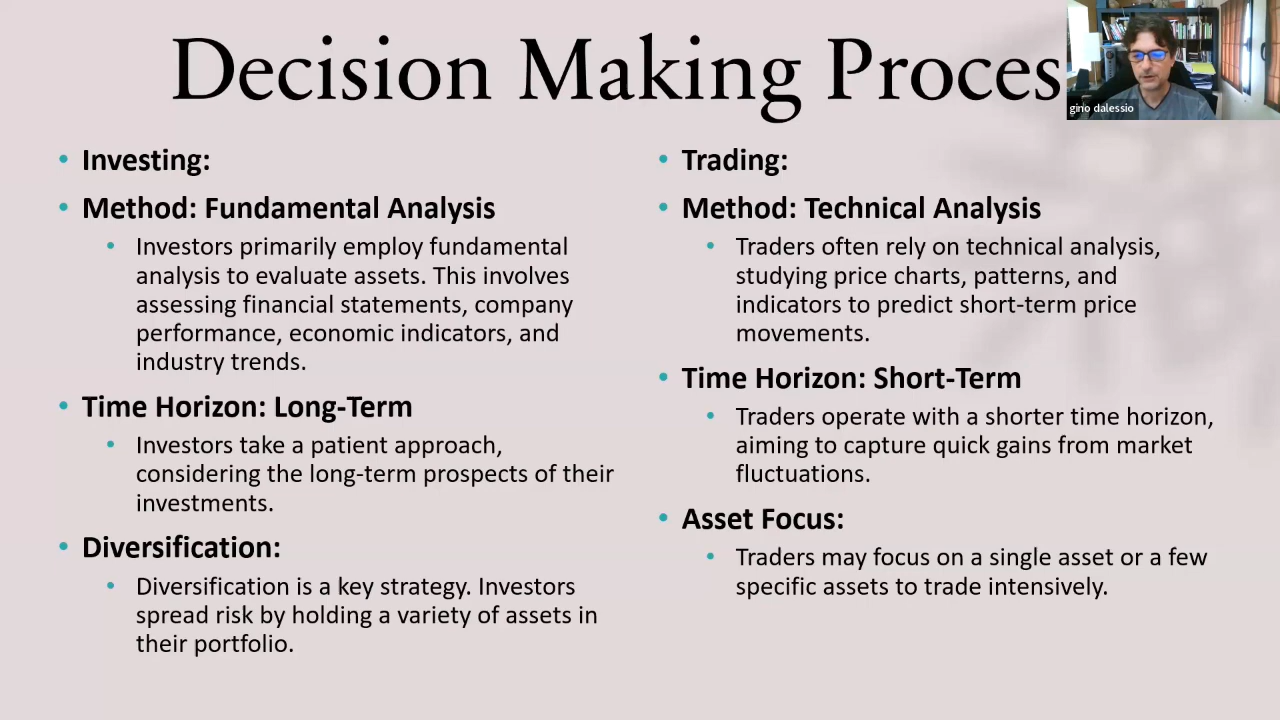 Decision Making Proces
gino dalessio
Investing:
Method: Fundamental Analysis
Investors primarily employ fundamental
analysis to evaluate assets. This involves
assessing financial statements, company
performance, economic indicators, and
industry trends.
Time Horizon: Long-Term
Investors take a patient approach,
considering the long-term prospects of their
investments.
Diversification:
Diversification is a key strategy. Investors
spread risk by holding a variety of assets in
their portfolio.
Trading:
Method: Technical Analysis
Traders often rely on technical analysis,
studying price charts, patterns, and
indicators to predict short-term price
movements.
Time Horizon: Short-Term
Traders operate with a shorter time horizon,
aiming to capture quick gains from market
fluctuations.
Asset Focus:
Traders may focus on a single asset or a few
specific assets to trade intensively.